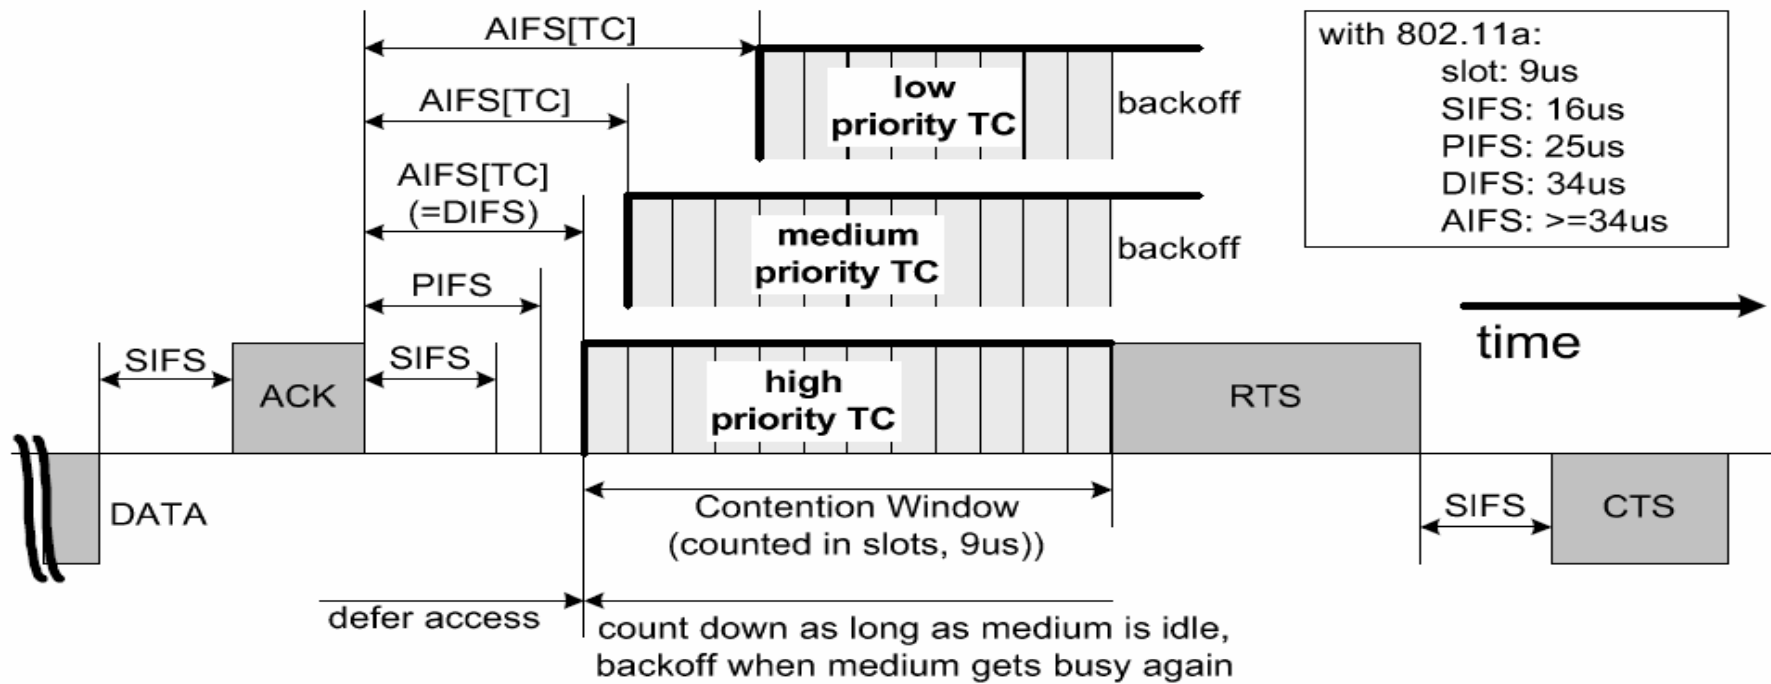 AIFS[TC]
with 802.11a:
slot: 9us
SIFS: 16us
PIFS: 25us
DIFS: 34us
AIFS: >=34us
low
priority TC
backoff
AIFS[TC]
AIFS[TC]
(=DIFS)
medium
priority TC
backoff
PIFS
time
SIFS
ACK
SIFS
high
priority TC
RTS
DATA
Contention Window
(counted in slots, 9us))
SIFS
CTS
defer access
count down as long as medium is idle,
backoff when medium gets busy again